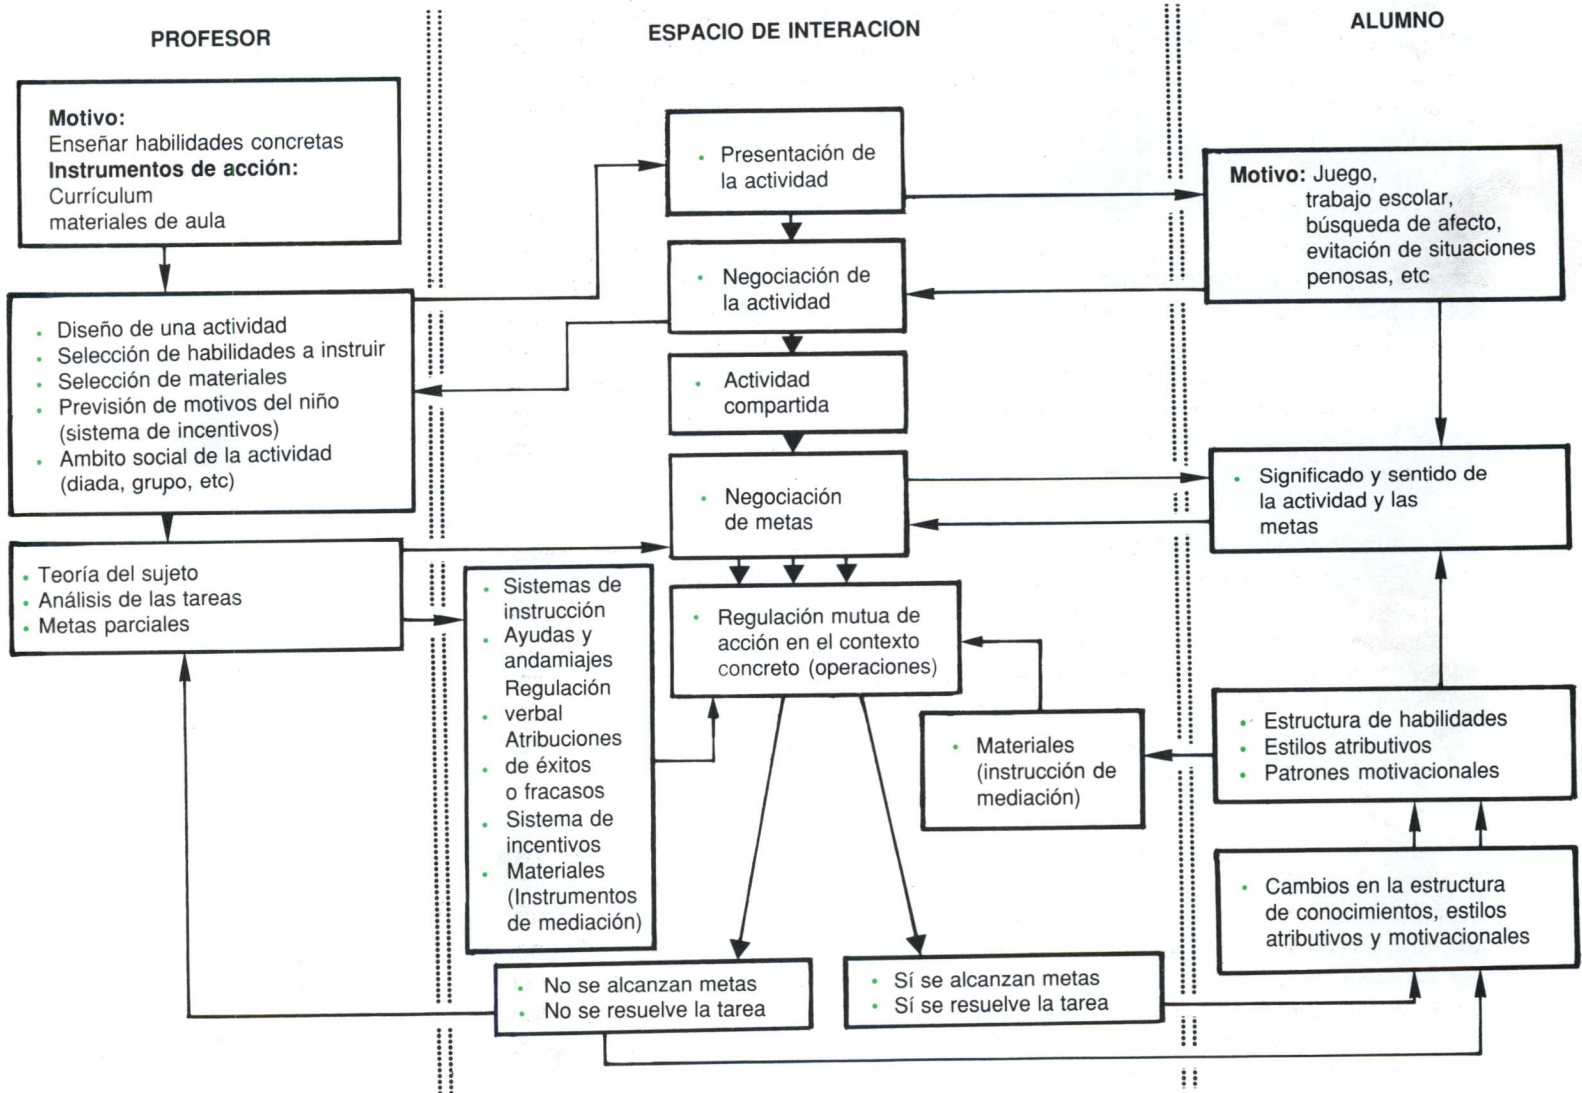 PROFESOR
ESPACIO DE INTERACION
ALUMNO
Motivo:
Enseñar habilidades concretas
Instrumentos de acción:
Currículum
materiales de aula
• Diseño de una actividad
• Selección de habilidades a instruir
• Selección de materiales
• Previsión de motivos del niño
(sistema de incentivos)
• Ambito social de la actividad
(diada, grupo, etc)
• Teoría del sujeto
• Análisis de las tareas
• Metas parciales
• Presentación de
la actividad
• Negociación de
la actividad
• Actividad
compartida
• Negociación
de metas
• Sistemas de
instrucción
• Ayudas y
andamiajes
Regulación
• verbal
Atribuciones
• de éxitos
o fracasos
• Sistema de
incentivos
• Materiales
(Instrumentos
de mediación)
• Regulación mutua de
acción en el contexto
concreto (operaciones)
• Materiales
(instrucción de
mediación)
• No se alcanzan metas
• No se resuelve la tarea
• Sí se alcanzan metas
• Sí se resuelve la tarea
Motivo: Juego,
trabajo escolar,
búsqueda de afecto,
evitación de situaciones
penosas, etc
• Significado y sentido de
la actividad y las
metas
• Estructura de habilidades
• Estilos atributivos
• Patrones motivacionales
• Cambios en la estructura
de conocimientos, estilos
atributivos y motivacionales